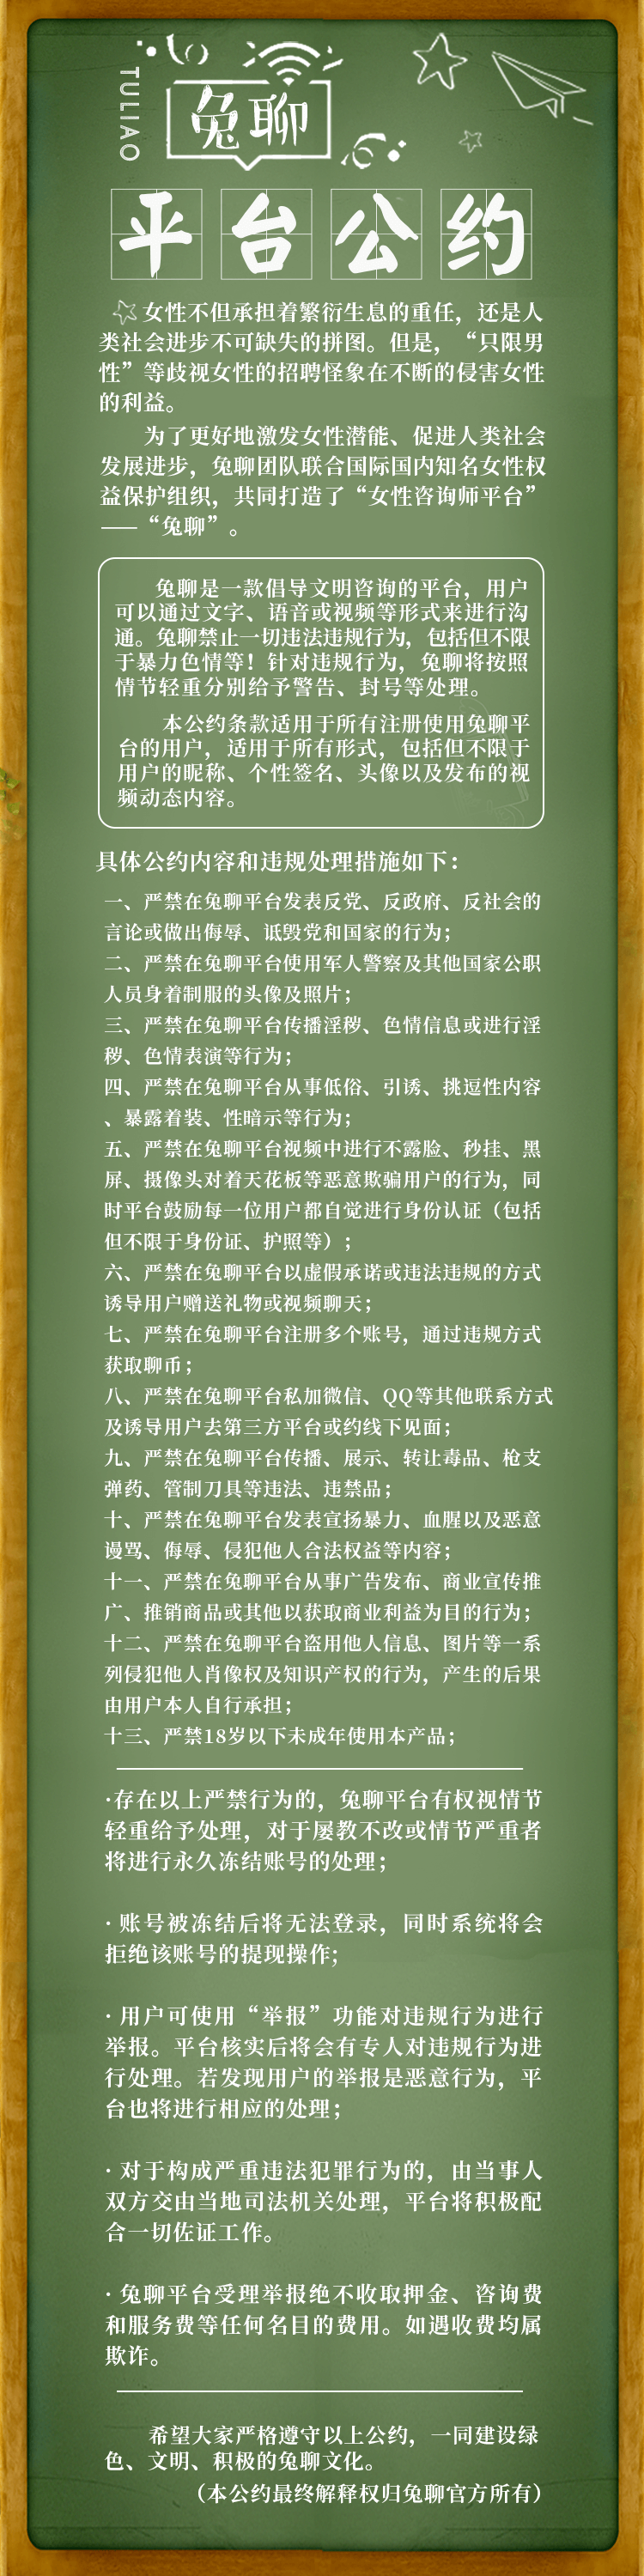 TULIAO
兔聊
平台公约
女性不但承担着繁衍生息的重任，还是人
类社会进步不可缺失的拼图。但是，“只限男
性”等歧视女性的招聘怪象在不断的侵害女性
的利益。
为了更好地激发女性潜能、促进人类社会
发展进步，兔聊团队联合国际国内知名女性权
益保护组织，共同打造了“女性咨询师平台”
——“兔聊”。
兔聊是一款倡导文明咨询的平台，用户
可以通过文字、语音或视频等形式来进行沟
通。兔聊禁止一切违法违规行为，包括但不限
于暴力色情等！针对违规行为，兔聊将按照
情节轻重分别给予警告、封号等处理。
本公约条款适用于所有注册使用兔聊平
台的用户，适用于所有形式，包括但不限于
用户的昵称、个性签名、头像以及发布的视
频动态内容。
具体公约内容和违规处理措施如下：
一、严禁在兔聊平台发表反党、反政府、反社会的
言论或做出侮辱、诋毁党和国家的行为；
二、严禁在兔聊平台使用军人警察及其他国家公职
人员身着制服的头像及照片；
三、严禁在兔聊平台传播淫秽、色情信息或进行淫
秽、色情表演等行为；
四、严禁在兔聊平台从事低俗、引诱、挑逗性内容
、暴露着装、性暗示等行为；
五、严禁在兔聊平台视频中进行不露脸、秒挂、黑
屏、摄像头对着天花板等恶意欺骗用户的行为，同
时平台鼓励每一位用户都自觉进行身份认证（包括
但不限于身份证、护照等）；
六、严禁在兔聊平台以虚假承诺或违法违规的方式
诱导用户赠送礼物或视频聊天；
七、严禁在兔聊平台注册多个账号，通过违规方式
获取聊币；
八、严禁在兔聊平台私加微信、QQ等其他联系方式
及诱导用户去第三方平台或约线下见面；
九、严禁在兔聊平台传播、展示、转让毒品、枪支
弹药、管制刀具等违法、违禁品；
十、严禁在兔聊平台发表宣扬暴力、血腥以及恶意
谩骂、侮辱、侵犯他人合法权益等内容；
十一、严禁在兔聊平台从事广告发布、商业宣传推
广、推销商品或其他以获取商业利益为目的行为；
十二、严禁在兔聊平台盗用他人信息、图片等一系
列侵犯他人肖像权及知识产权的行为，产生的后果
由用户本人自行承担；
十三、严禁18岁以下未成年使用本产品；
·存在以上严禁行为的，兔聊平台有权视情节
轻重给予处理，对于屡教不改或情节严重者
将进行永久冻结账号的处理；
· 账号被冻结后将无法登录，同时系统将会
拒绝该账号的提现操作；
· 用户可使用“举报”功能对违规行为进行
举报。平台核实后将会有专人对违规行为进
行处理。若发现用户的举报是恶意行为，平
台也将进行相应的处理；
· 对于构成严重违法犯罪行为的，由当事人
双方交由当地司法机关处理，平台将积极配
合一切佐证工作。
· 兔聊平台受理举报绝不收取押金、咨询费
和服务费等任何名目的费用。如遇收费均属
欺诈。
希望大家严格遵守以上公约，一同建设绿
色、文明、积极的兔聊文化。
（本公约最终解释权归兔聊官方所有）